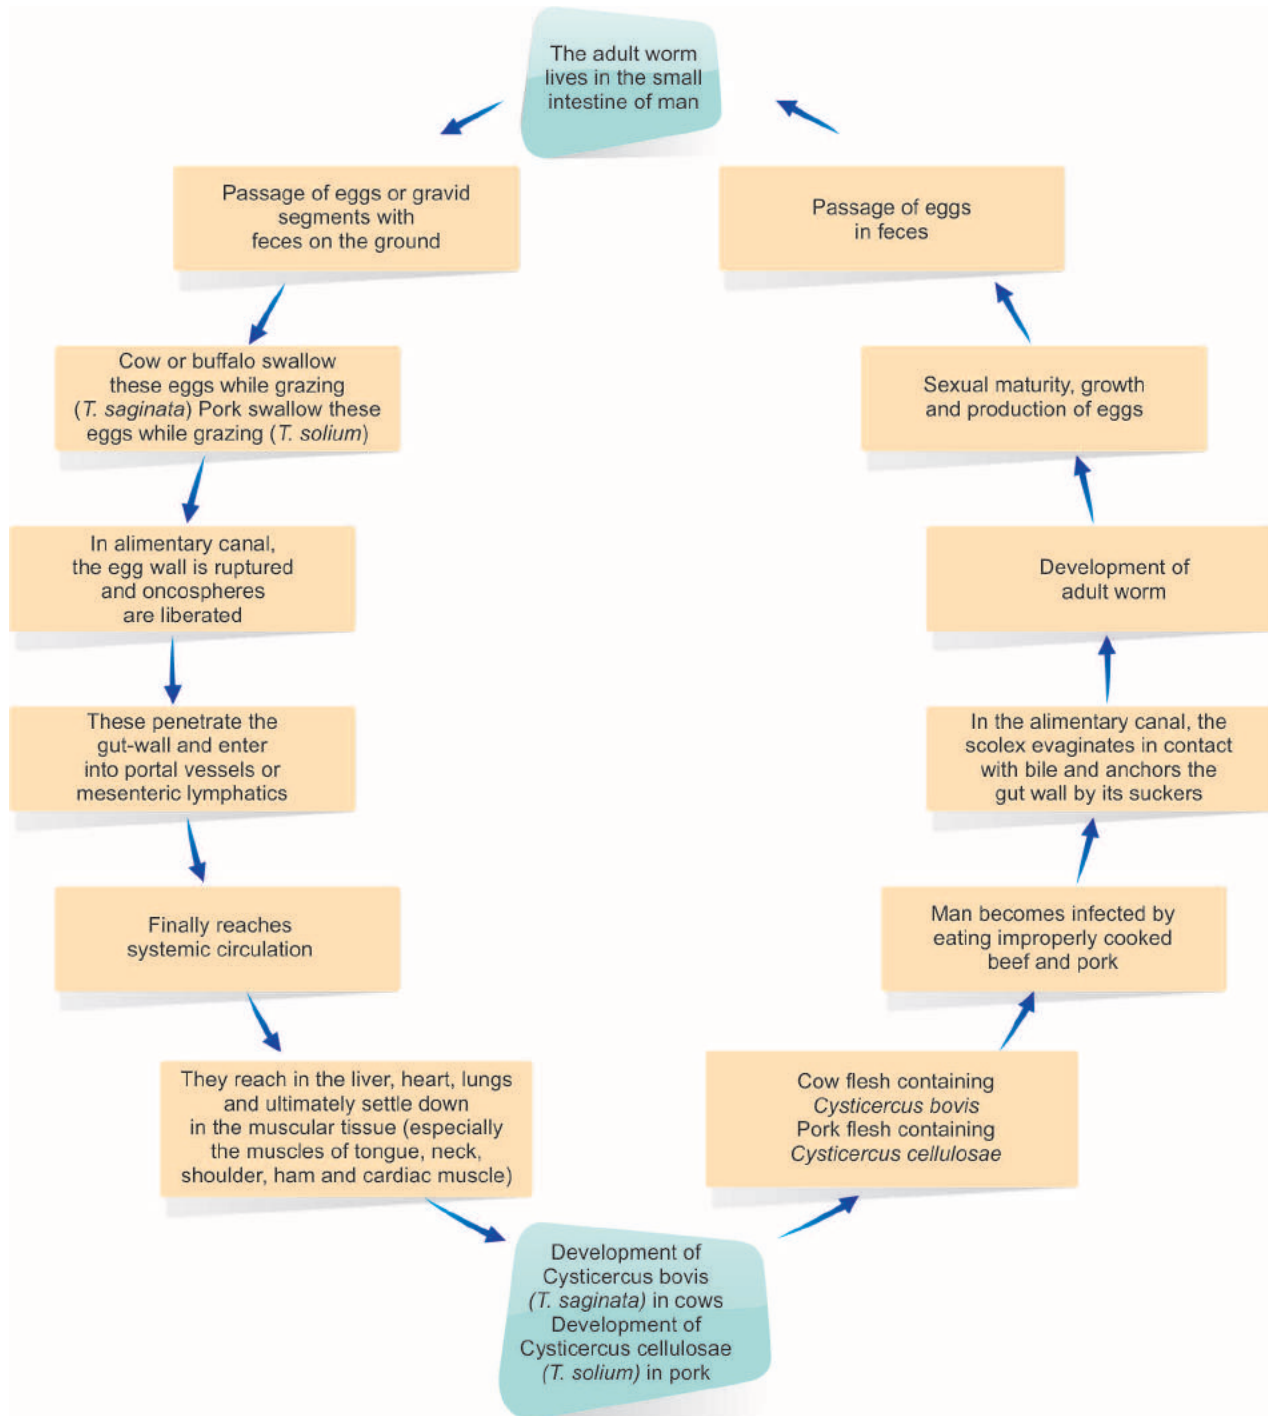 The adult worm
lives in the small
intestine of man
Passage of eggs or gravid
segments with
feces on the ground
Cow or buffalo swallow
these eggs while grazing
(T. saginata) Pork swallow these
eggs while grazing (T. solium)
In alimentary canal,
the egg wall is ruptured
and oncospheres
are liberated
These penetrate the
gut-wall and enter
into portal vessels or
mesenteric lymphatics
Finally reaches
systemic circulation
They reach in the liver, heart, lungs
and ultimately settle down
in the muscular tissue (especially
the muscles of tongue, neck,
shoulder, ham and cardiac muscle)
Development of
Cysticercus bovis
(T. saginata) in cows
Development of
Cysticercus cellulosae
(T. solium) in pork
Cow flesh containing
Cysticercus bovis
Pork flesh containing
Cysticercus cellulosae
Man becomes infected by
eating improperly cooked
beef and pork
In the alimentary canal, the
scolex evaginates in contact
with bile and anchors the
gut wall by its suckers
Development of
adult worm
Sexual maturity, growth
and production of eggs
Passage of eggs
in feces